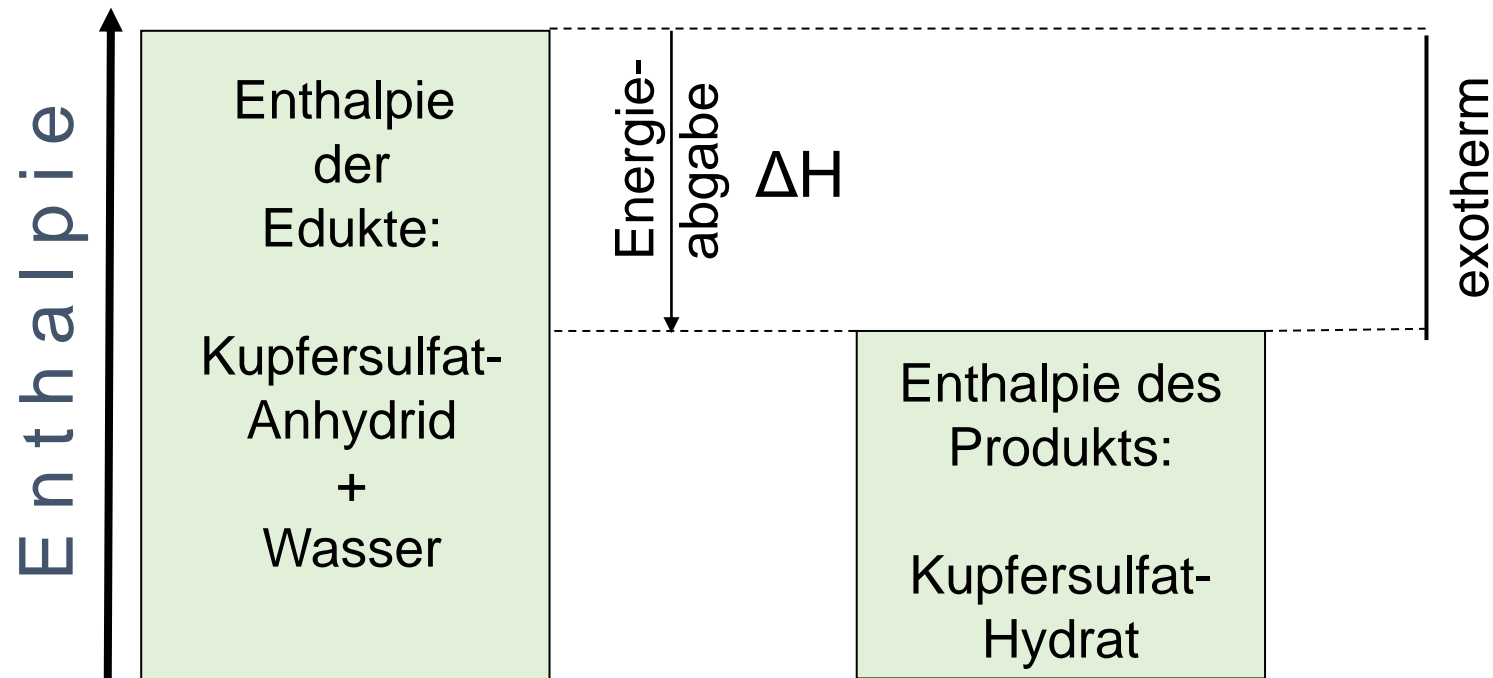 Enthalpie
Enthalpie
der
Edukte:
Kupfersulfat-
Anhydrid
+
Wasser
Energie-
abgabe
ΔH
Enthalpie des
Produkts:
Kupfersulfat-
Hydrat
exotherm